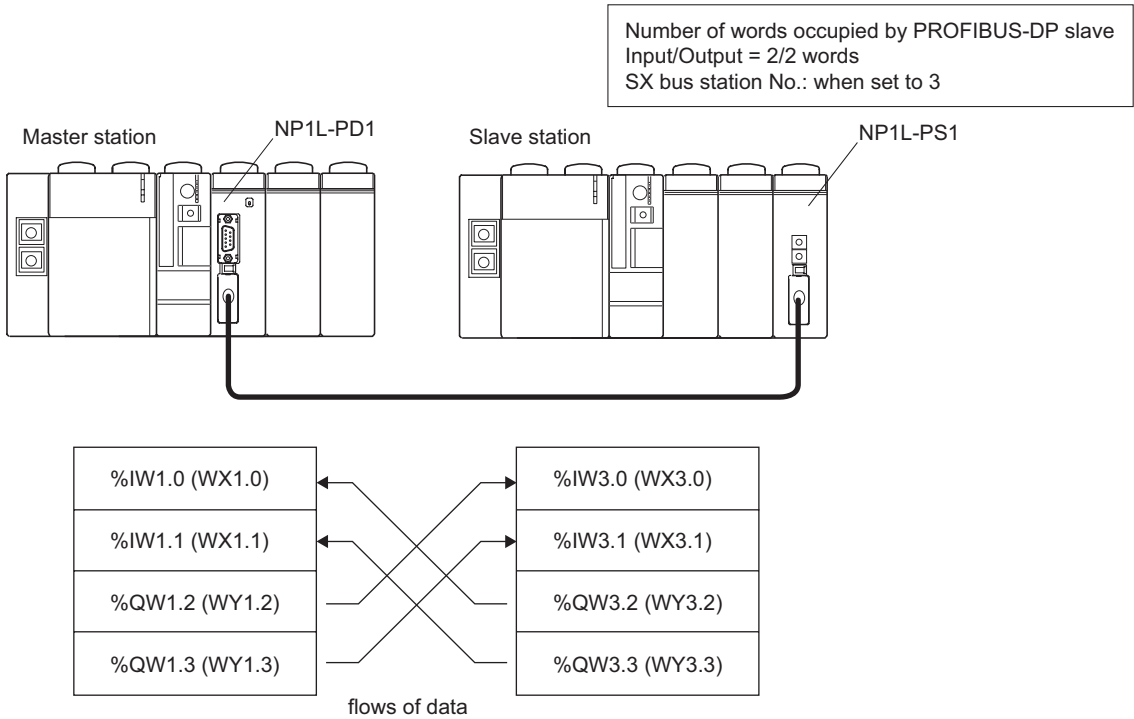 Number of words occupied by PROFIBUS-DP slave
Input/Output = 2/2 words
SX bus station No.: when set to 3
Master station
NP1L-PD1
Slave station
NP1L-PS1
%IW1.0 (WX1.0)
%IW1.1 (WX1.1)
%QW1.2 (WY1.2)
%QW1.3 (WY1.3)
%IW3.0 (WX3.0)
%IW3.1 (WX3.1)
%QW3.2 (WY3.2)
%QW3.3 (WY3.3)
flows of data